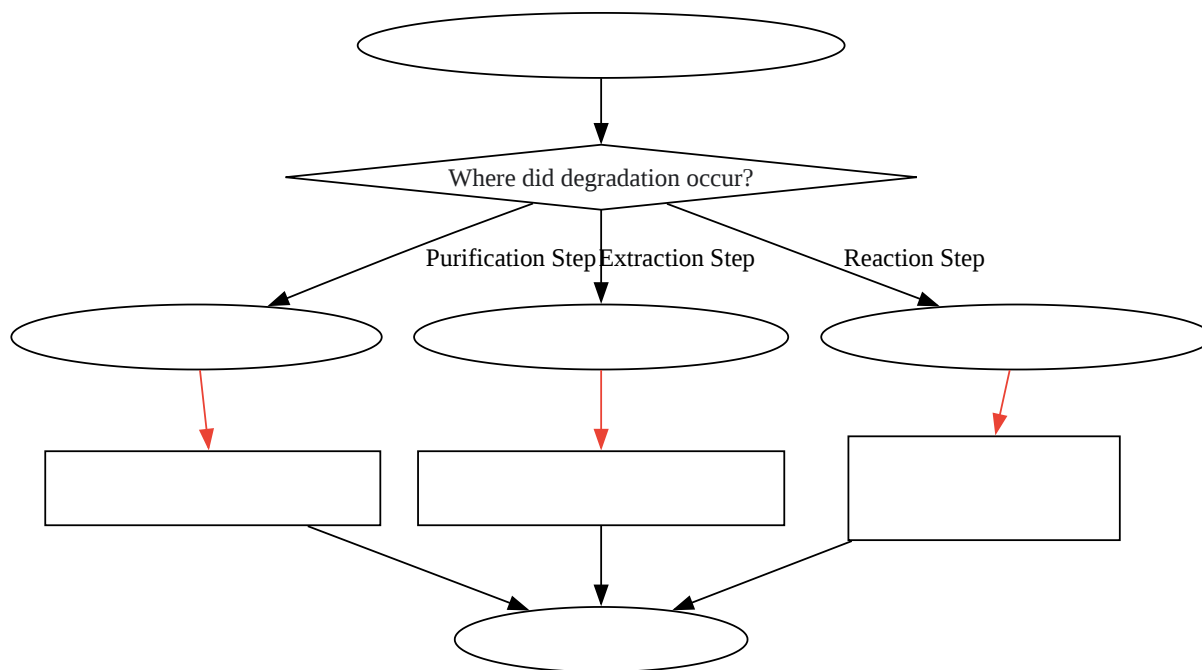 Where did degradation occur?
Purification Step
Extraction Step
Reaction Step